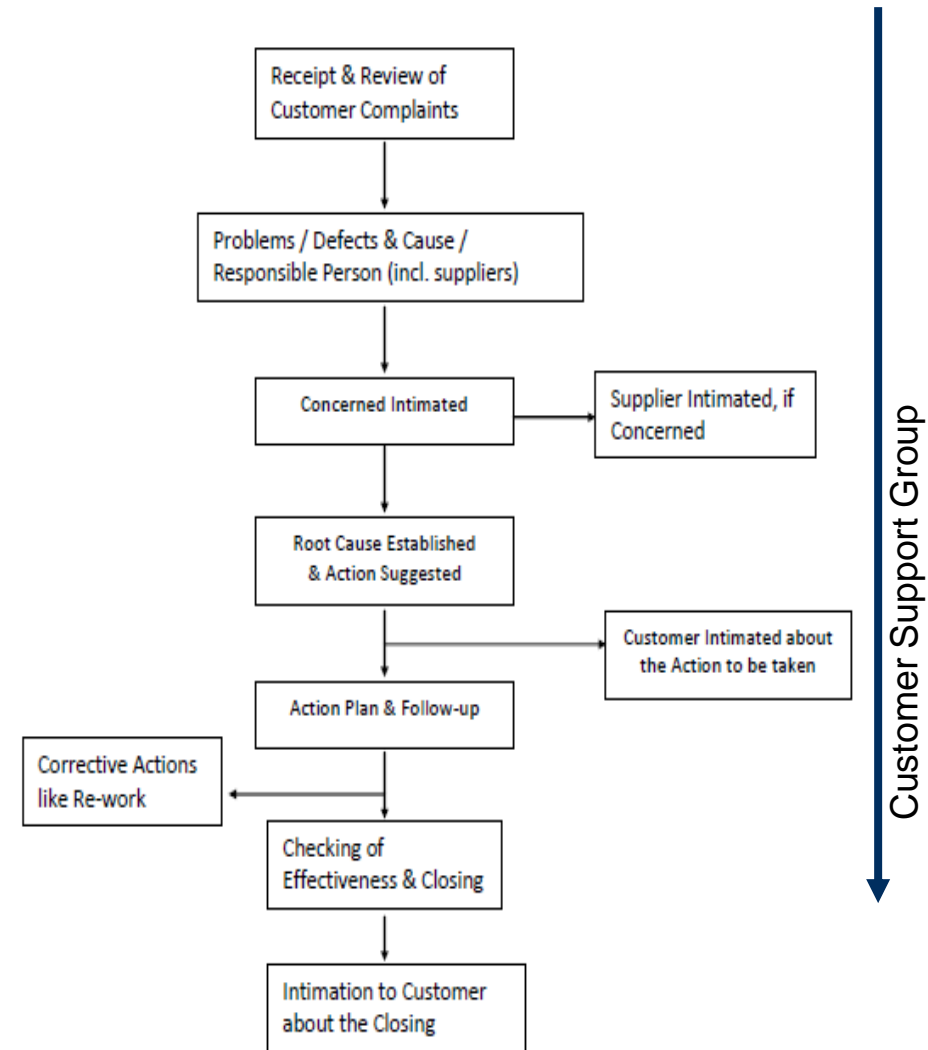 Receipt & Review of
Customer Complaints
Problems / Defects & Cause /
Responsible Person (incl. suppliers)
Concerned Intimated
Supplier Intimated, if
Concerned
Root Cause Established
& Action Suggested
Customer Intimated about
the Action to be taken
Action Plan & Follow-up
Corrective Actions
like Re-work
Checking of
Effectiveness & Closing
Intimation to Customer
about the Closing
Customer Support Group